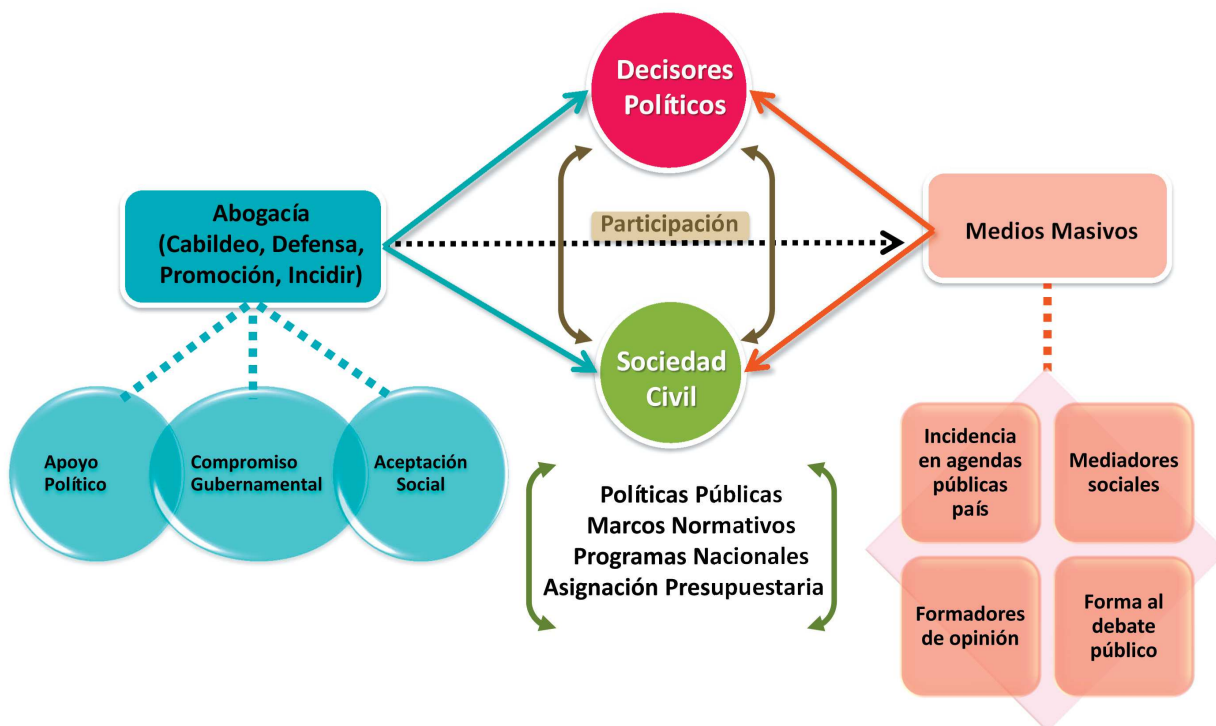 Decisores
Políticos
Participación
Abogacía
(Cabildeo, Defensa,
Promoción, Incidir)
Medios Masivos
Sociedad
Civil
Apoyo
Político
Compromiso
Gubernamental
Aceptación
Social
Políticas Públicas
Marcos Normativos
Programas Nacionales
Asignación Presupuestaria
Incidencia
en agendas
públicas
país
Mediadores
sociales
Formadores
de opinión
Forma al
debate
público